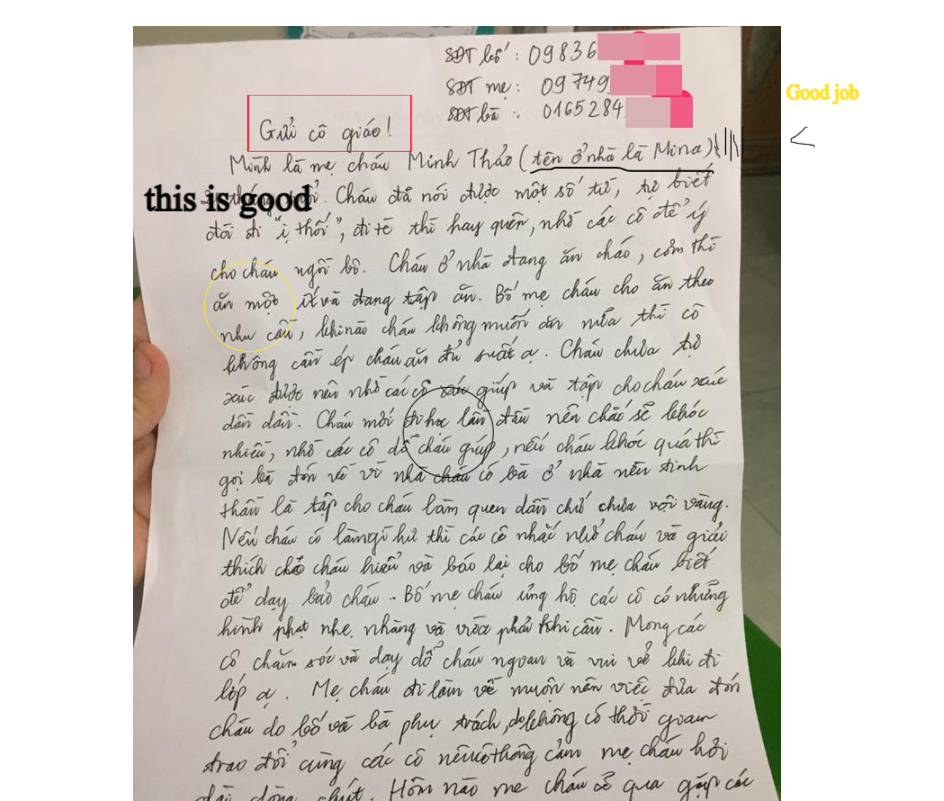 SĐT bố : 09836
SĐT mẹ : 09749
SĐT bà : 0165284
Good job
Gửi cô giáo!
Mình là mẹ cháu Minh Thảo (tên ở nhà là Mina)
this is good
Cháu đã nói được một số từ, tự biết
đòi đi "ị thối", đi tè thì hay quên, nhờ các cô để ý
cho cháu ngồi bô. Cháu ở nhà đang ăn cháo, cơm thì
ăn một ít và đang tập ăn. Bố mẹ cháu cho ăn theo
nhu cầu, khi nào cháu không muốn ăn nữa thì cô
không cần ép cháu ăn đủ suất ạ. Cháu chưa tự
xúc được nên nhờ các cô xúc giúp và tập cho cháu xúc
dần dần. Cháu mới đi học lần đầu nên chắc sẽ khóc
nhiều, nhờ các cô dỗ cháu giúp, nếu cháu khóc quá thì
gọi bà đón về vì nhà cháu có bà ở nhà nên tinh
thần là tập cho cháu làm quen dần chứ chưa vội vàng.
Nếu cháu có làm gì hư thì các cô nhắc nhở cháu và giải
thích cho cháu hiểu và báo lại cho bố mẹ cháu biết
để dạy bảo cháu. Bố mẹ cháu ủng hộ các cô có những
hình phạt nhẹ nhàng và vừa phải khi cần. Mong các
cô chăm sóc và dạy dỗ cháu ngoan và vui vẻ khi đi
lớp ạ. Mẹ cháu đi làm về muộn nên việc đưa đón
cháu do bố và bà phụ trách, do không có thời gian
trao đổi cùng các cô nên cô thông cảm mẹ cháu hơi
dài dòng chút. Hôm nào mẹ cháu sẽ qua gặp các